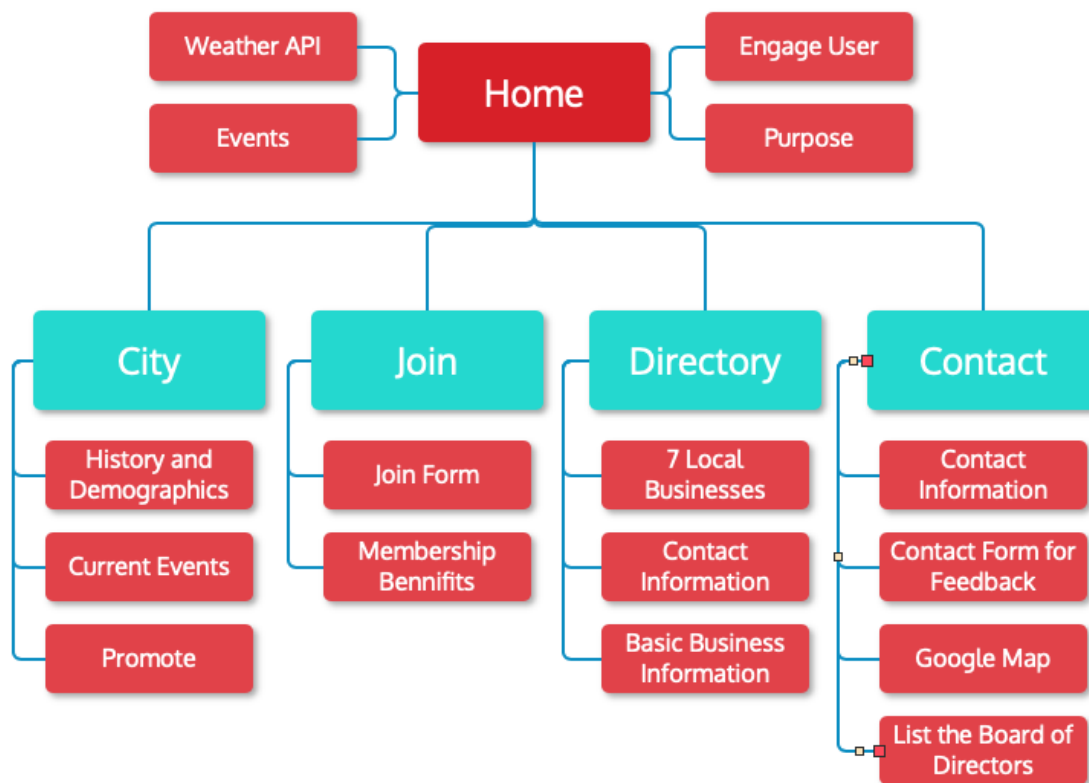 Weather API
Engage User
Home
Events
Purpose
City
Join
Directory
Contact
History and
Demographics
Current Events
Promote
Join Form
Membership
Bennifits
7 Local
Businesses
Contact
Information
Basic Business
Information
Contact
Information
Contact Form for
Feedback
Google Map
List the Board of
Directors